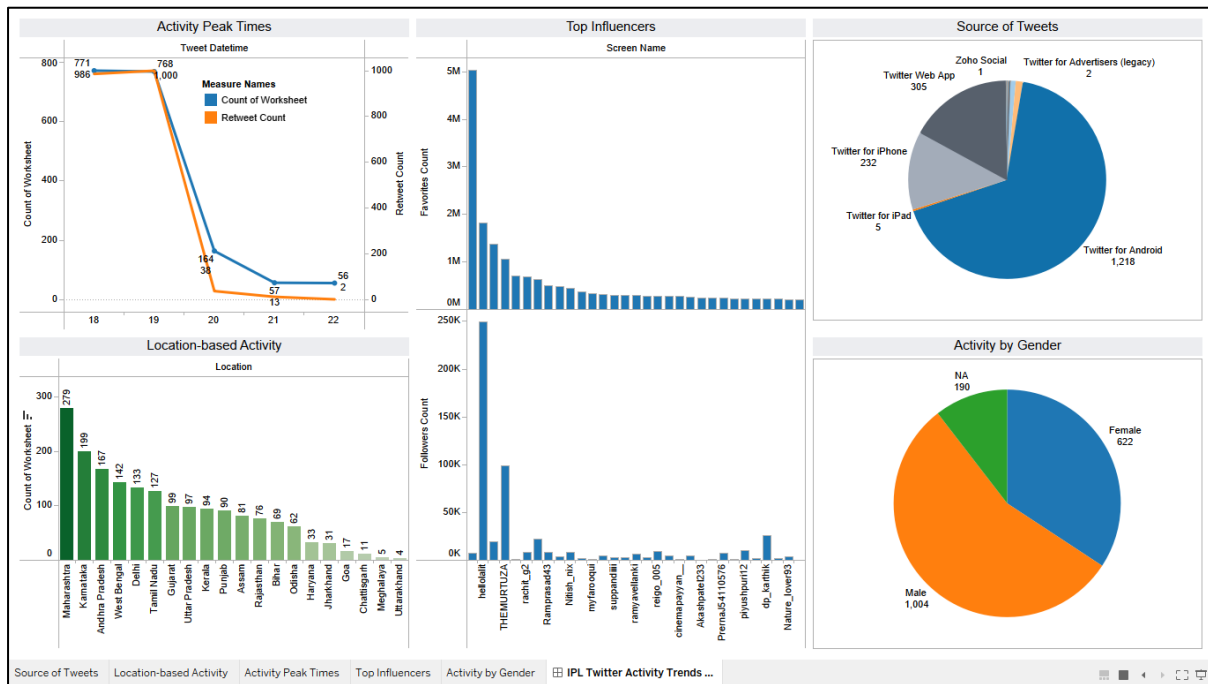 Activity Peak Times
Tweet Datetime
800
600
400
200
0
Count of Worksheet
1000
800
600
400
200
0
Retweet Count
771
986
768
1,000
164
38
57
13
56
2
Measure Names
Count of Worksheet
Retweet Count
18 19 20 21 22
Location-based Activity
Location
300
200
100
0
Count of Worksheet
279 199 167 142 133 127 99 97 94 90 81 76 69 62 33 31 17 11 5 4
Maharashtra
Karnataka
Andhra Pradesh
West Bengal
Delhi
Tamil Nadu
Gujarat
Uttar Pradesh
Kerala
Punjab
Assam
Rajasthan
Bihar
Odisha
Haryana
Jharkhand
Goa
Chattisgarh
Meghalaya
Uttarakhand
Top Influencers
Screen Name
5M
4M
3M
2M
1M
0M
Favorites Count
250K
200K
150K
100K
50K
0K
Followers Count
hellolalit
THEMURTUZA
rachit_g2
Ramprasad43
Nitish_nix
myfarooqui
suppandiiii
ramyavellanki
reigo_005
cinemapayyan_...
Akashpatel233
PrernaJ54110576
piyushpuri12
dp_karthik
Nature_lover93
Source of Tweets
Zoho Social
1
Twitter for Advertisers (legacy)
2
Twitter Web App
305
Twitter for iPhone
232
Twitter for iPad
5
Twitter for Android
1,218
Activity by Gender
NA
190
Female
622
Male
1,004
Source of Tweets Location-based Activity Activity Peak Times Top Influencers Activity by Gender IPL Twitter Activity Trends ...